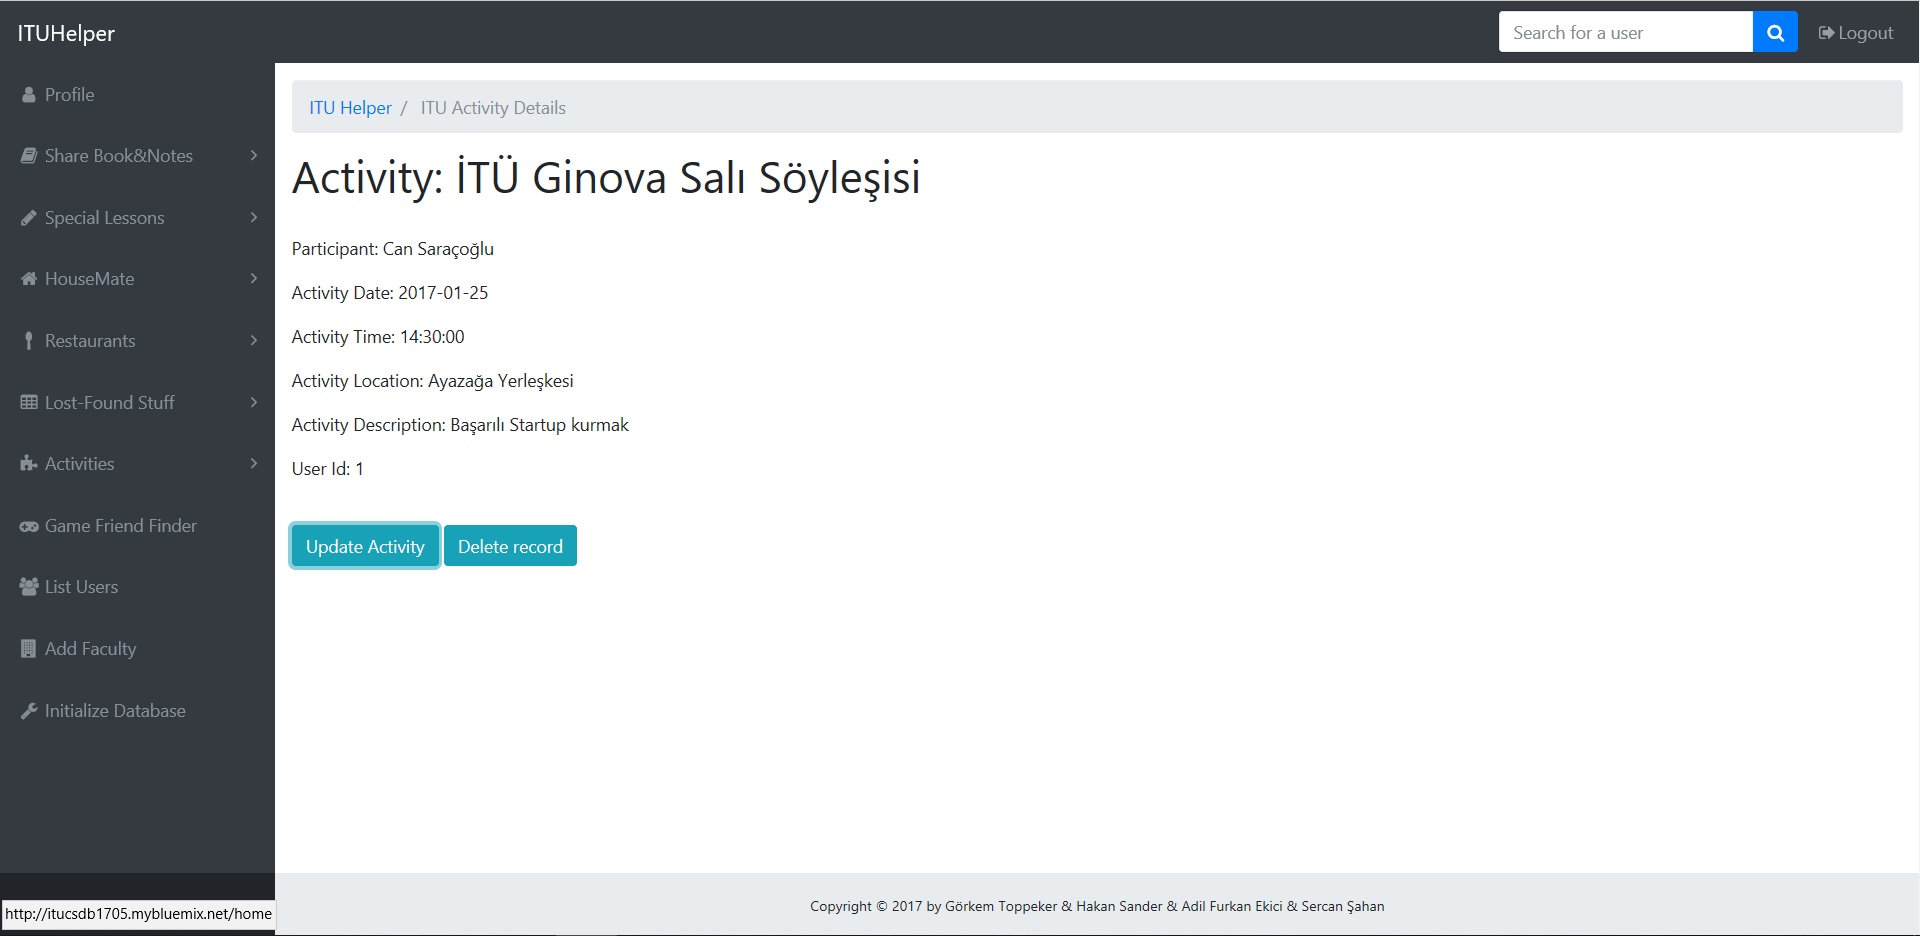 ITUHelper
Search for a user
Logout
Profile
Share Book&Notes
Special Lessons
HouseMate
Restaurants
Lost-Found Stuff
Activities
Game Friend Finder
List Users
Add Faculty
Initialize Database
ITU Helper / ITU Activity Details
Activity: İTÜ Ginova Salı Söyleşisi
Participant: Can Saraçoğlu
Activity Date: 2017-01-25
Activity Time: 14:30:00
Activity Location: Ayazağa Yerleşkesi
Activity Description: Başarılı Startup kurmak
User Id: 1
Update Activity Delete record
Copyright © 2017 by Görkem Toppeker & Hakan Sander & Adil Furkan Ekici & Sercan Şahan
http://itucsdb1705.mybluemix.net/home